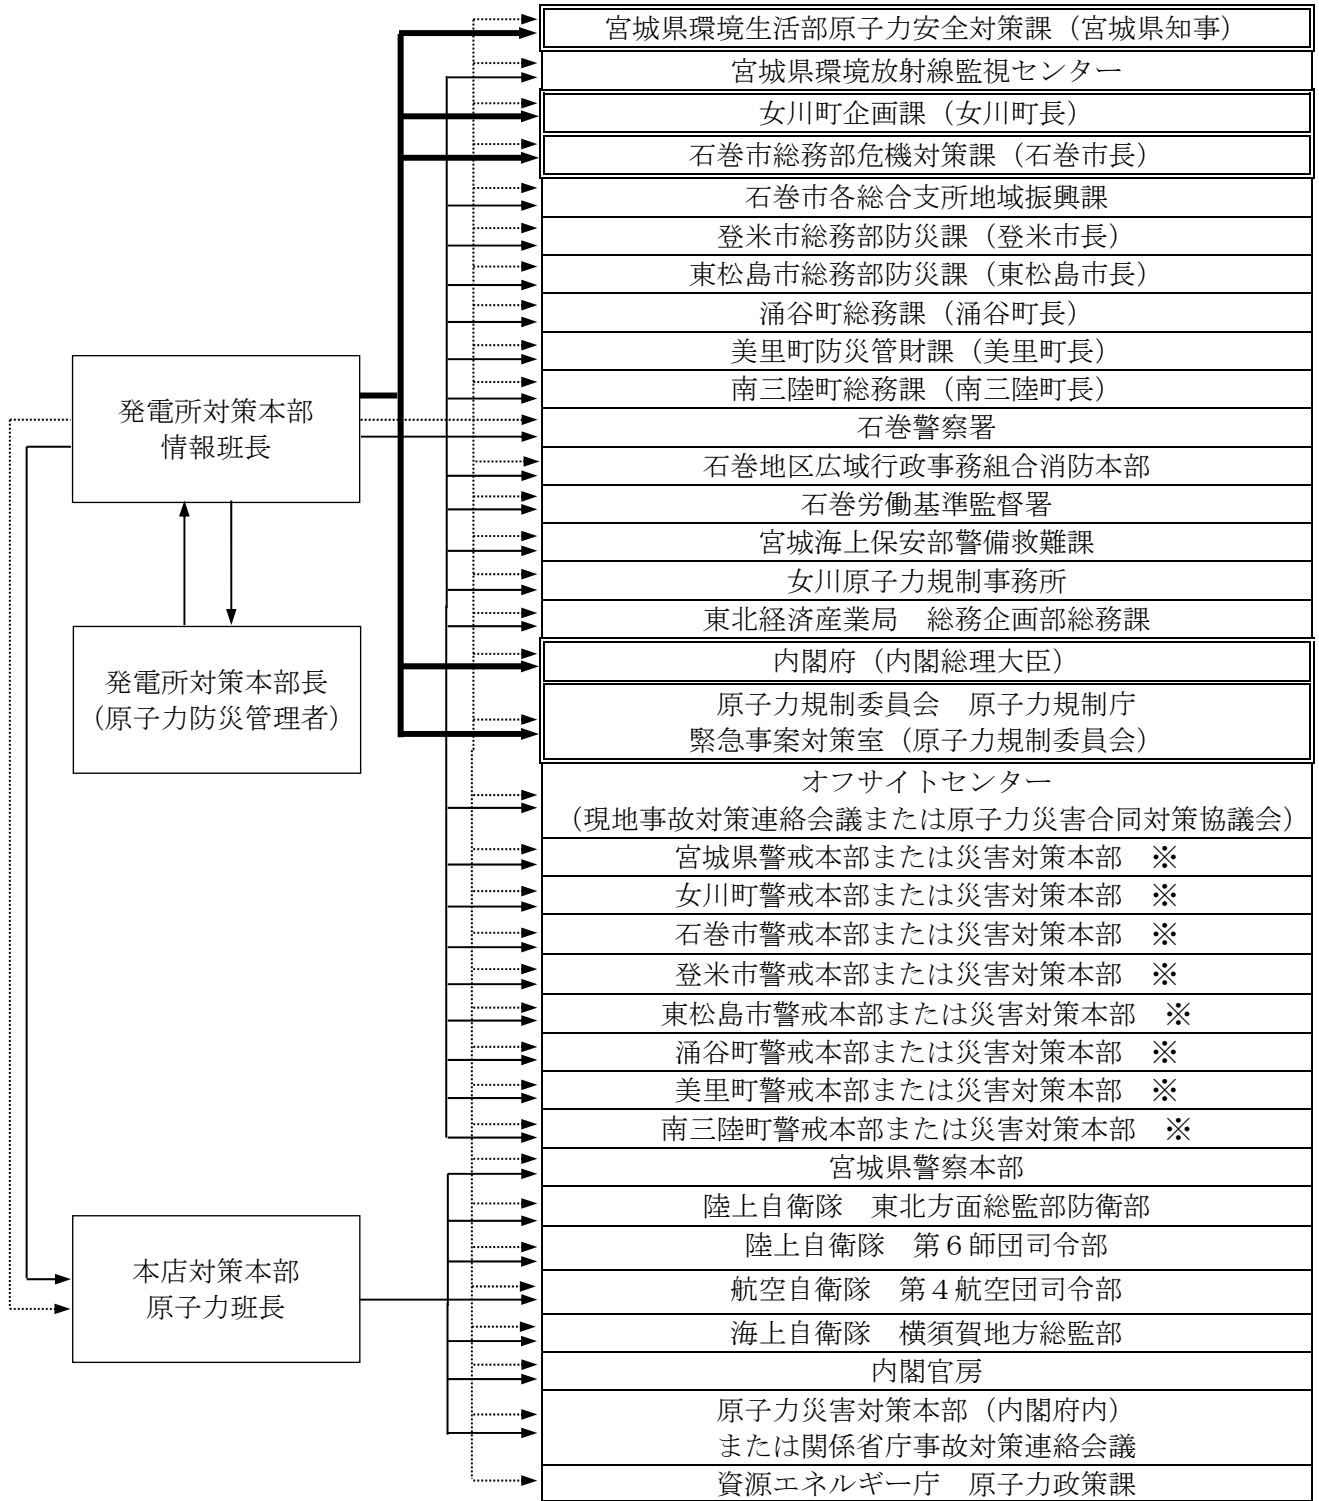 宮城県環境生活部原子力安全対策課（宮城県知事）
宮城県環境放射線監視センター
女川町企画課（女川町長）
石巻市総務部危機対策課（石巻市長）
石巻市各総合支所地域振興課
登米市総務部防災課（登米市長）
東松島市総務部防災課（東松島市長）
涌谷町総務課（涌谷町長）
美里町防災管財課（美里町長）
南三陸町総務課（南三陸町長）
石巻警察署
石巻地区広域行政事務組合消防本部
石巻労働基準監督署
宮城海上保安部警備救難課
女川原子力規制事務所
東北経済産業局　総務企画部総務課
内閣府（内閣総理大臣）
原子力規制委員会　原子力規制庁
緊急事案対策室（原子力規制委員会）
オフサイトセンター
（現地事故対策連絡会議または原子力災害合同対策協議会）
宮城県警戒本部または災害対策本部　※
女川町警戒本部または災害対策本部　※
石巻市警戒本部または災害対策本部　※
登米市警戒本部または災害対策本部　※
東松島市警戒本部または災害対策本部　※
涌谷町警戒本部または災害対策本部　※
美里町警戒本部または災害対策本部　※
南三陸町警戒本部または災害対策本部　※
宮城県警察本部
陸上自衛隊　東北方面総監部防衛部
陸上自衛隊　第６師団司令部
航空自衛隊　第４航空団司令部
海上自衛隊　横須賀地方総監部
内閣官房
原子力災害対策本部（内閣府内）
または関係省庁事故対策連絡会議
資源エネルギー庁　原子力政策課
発電所対策本部
情報班長
発電所対策本部長
（原子力防災管理者）
本店対策本部
原子力班長